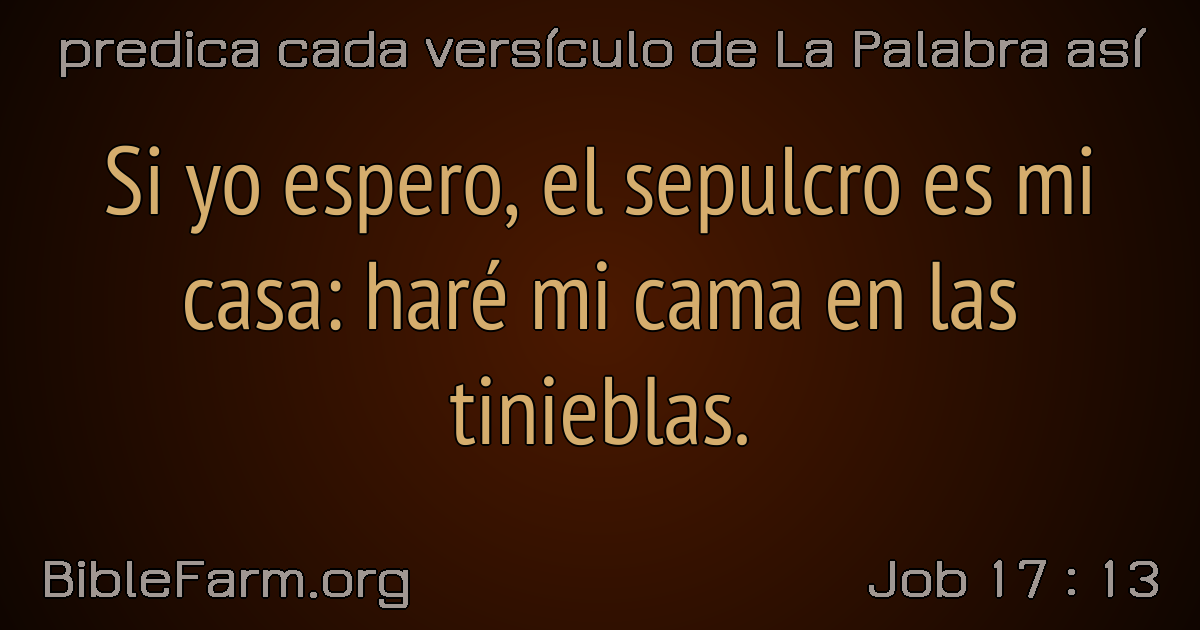 predica cada versículo de La Palabra así
Si yo espero, el sepulcro es mi
casa: haré mi cama en las
tinieblas.
BibleFarm.org
Job 17 : 13